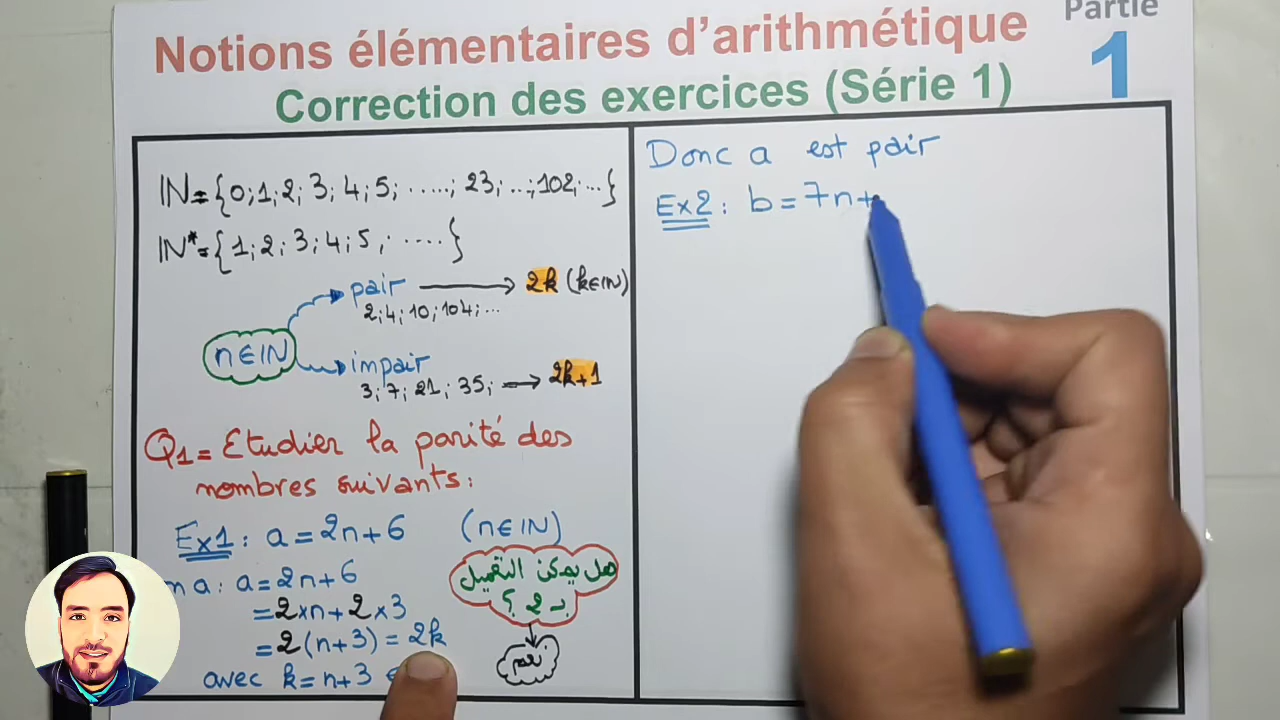 Notions élémentaires d'arithmétique
Correction des exercices (Série 1)
Partie
1
IN={0;1;2;3;4;5;.....;23;...;102;...}
IN*={1;2;3;4;5;....}
pair → 2k (k∈IN)
2;4;10;104;...
n∈IN
impair
3;7;21;35; → 2k+1
Q1= Etudier la parité des
nombres suivants:
Ex1: a=2n+6 (n∈IN)
n a: a=2n+6
=2×n+2×3
=2(n+3)=2k
avec k=n+3 ∈
هل يمكن التعميل
بـ 2 ؟
نعم
Donc a est pair
Ex2: b=7n+